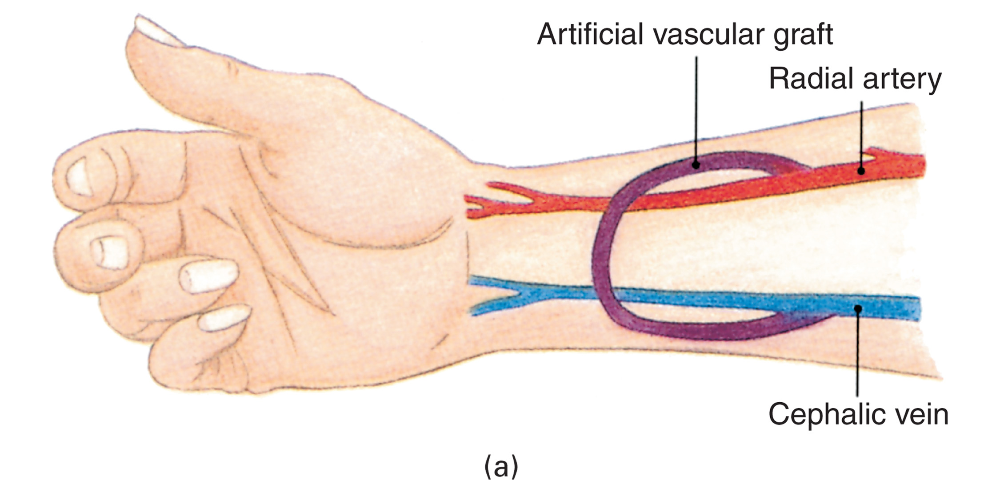 Artificial vascular graft
Radial artery
Cephalic vein
(a)